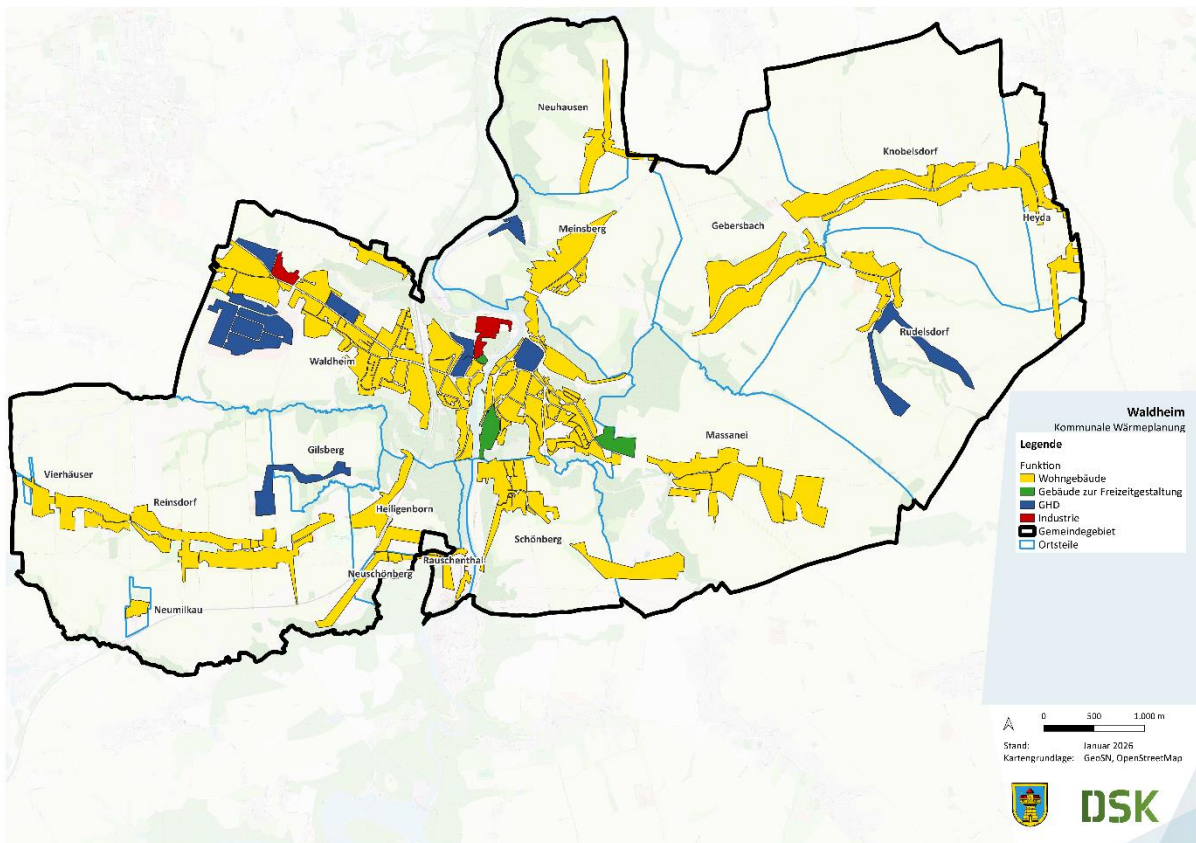 Neuhausen
Knobelsdorf
Heyda
Gebersbach
Meinsberg
Rudelsdorf
Waldheim
Massanei
Gilsberg
Vierhäuser
Reinsdorf
Heiligenborn
Schönberg
Rauschenthal
Neuschönberg
Neumilkau
Waldheim
Kommunale Wärmeplanung
Legende
Funktion
Wohngebäude
Gebäude zur Freizeitgestaltung
GHD
Industrie
Gemeindegebiet
Ortsteile
0 500 1.000 m
Stand: Januar 2026
Kartengrundlage: GeoSN, OpenStreetMap
DSK